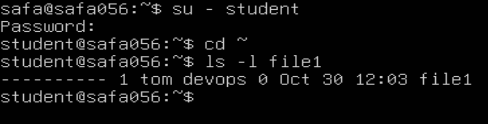 safa@safa056:~$ su - student
Password:
student@safa056:~$ cd ~
student@safa056:~$ ls -l file1
---------- 1 tom devops 0 Oct 30 12:03 file1
student@safa056:~$